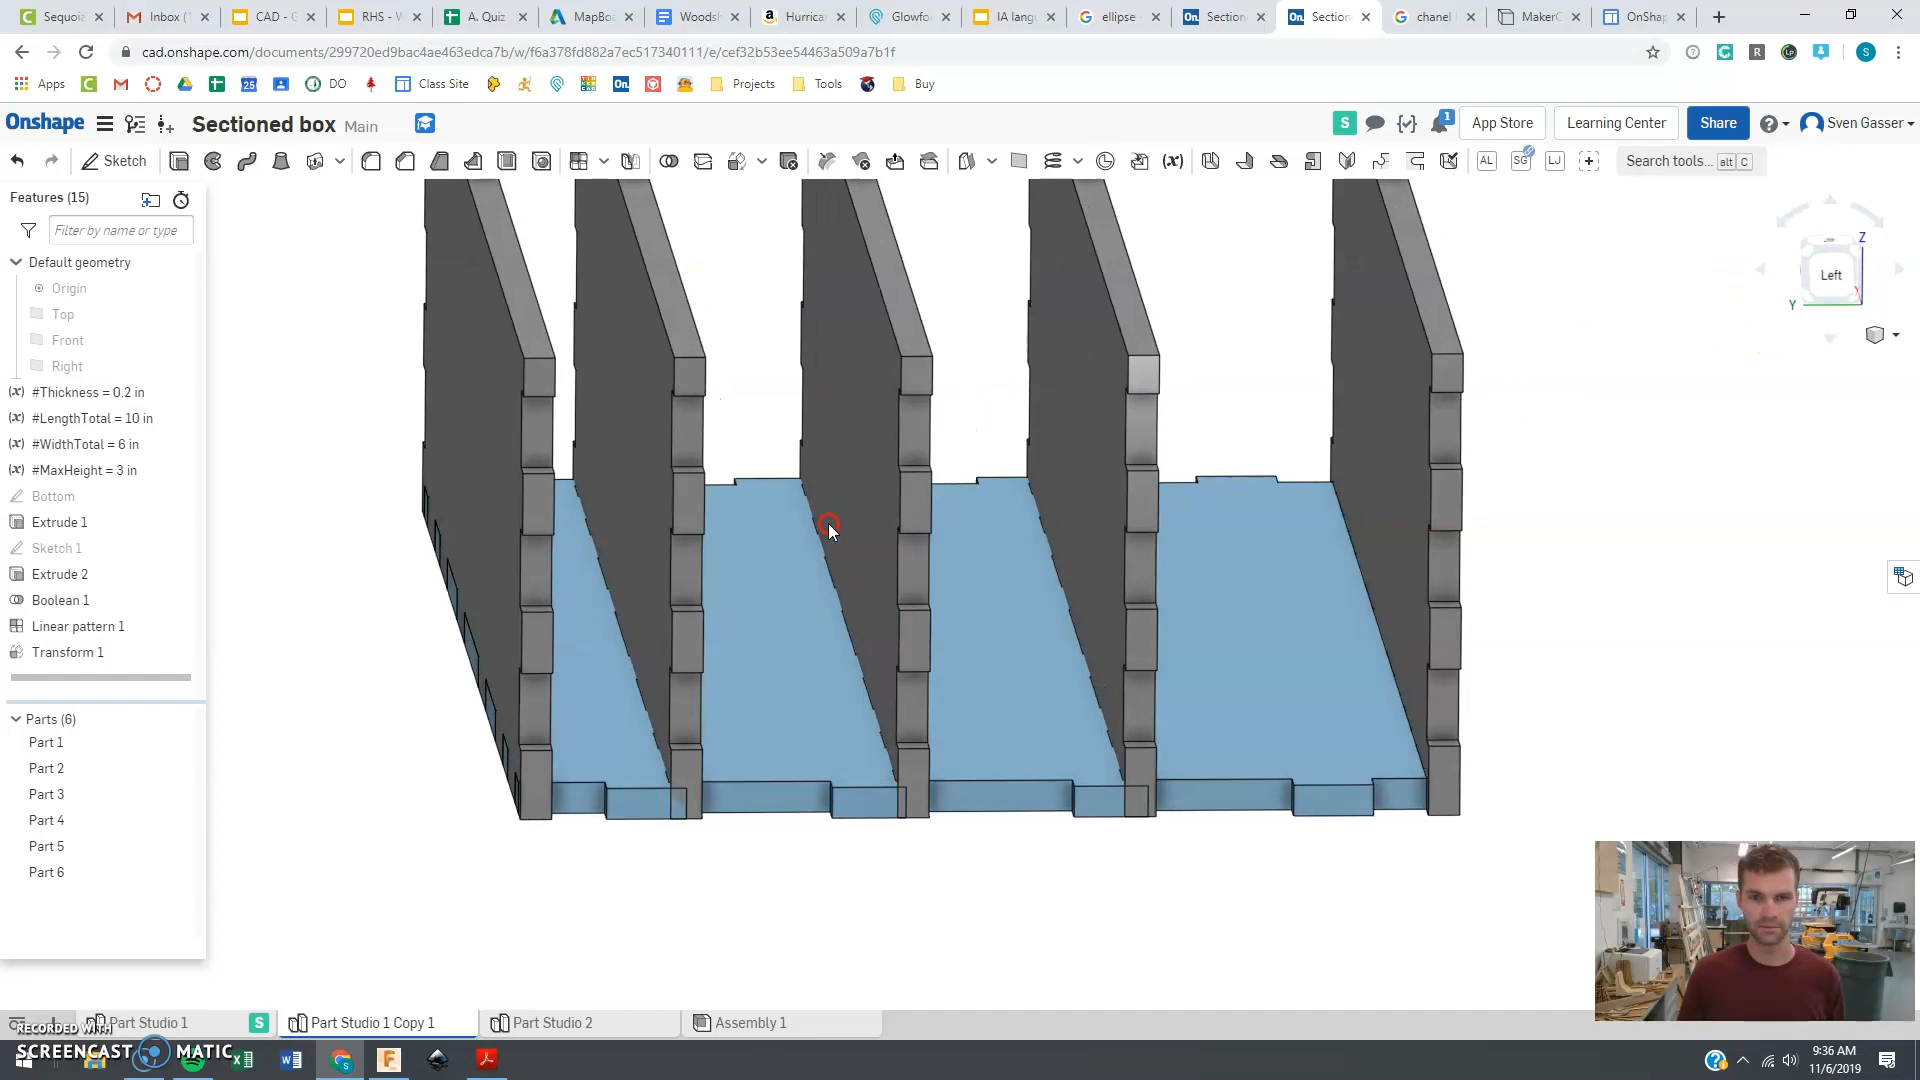 Sequoia
Inbox (
CAD - G
RHS - W
A. Quiz
MapBoa
Woodsh
Hurrica
Glowfo
IA lang
ellipse -
Section
Section
chanel
MakerC
OnShap
cad.onshape.com/documents/299720ed9bac4ae463edca7b/w/f6a378fd882a7ec517340111/e/cef32b53ee54463a509a7b1f
Apps
DO
Class Site
Projects
Tools
Buy
Onshape
Sectioned box Main
S
1
App Store
Learning Center
Share
Sven Gasser
Sketch
AL
SG
LJ
Search tools... alt C
Features (15)
Filter by name or type
Default geometry
Origin
Top
Front
Right
(x) #Thickness = 0.2 in
(x) #LengthTotal = 10 in
(x) #WidthTotal = 6 in
(x) #MaxHeight = 3 in
Bottom
Extrude 1
Sketch 1
Extrude 2
Boolean 1
Linear pattern 1
Transform 1
Parts (6)
Part 1
Part 2
Part 3
Part 4
Part 5
Part 6
Z
Left
Y
Part Studio 1
S
Part Studio 1 Copy 1
Part Studio 2
Assembly 1
RECORDED WITH
SCREENCAST MATIC
9:36 AM
11/6/2019